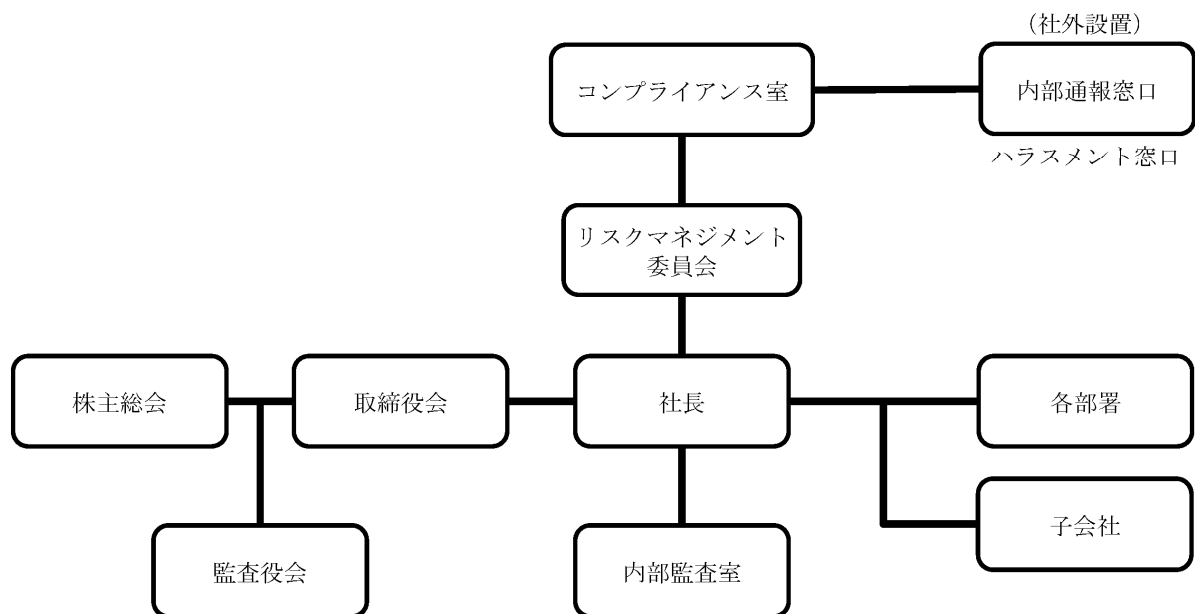 （社外設置）
コンプライアンス室
内部通報窓口
ハラスメント窓口
リスクマネジメント
委員会
株主総会
取締役会
社長
各部署
子会社
監査役会
内部監査室